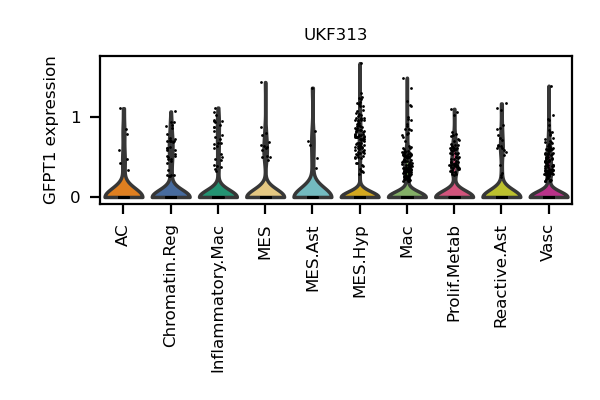 UKF313
GFPT1 expression
1
0
AC
Chromatin.Reg
Inflammatory.Mac
MES
MES.Ast
MES.Hyp
Mac
Prolif.Metab
Reactive.Ast
Vasc